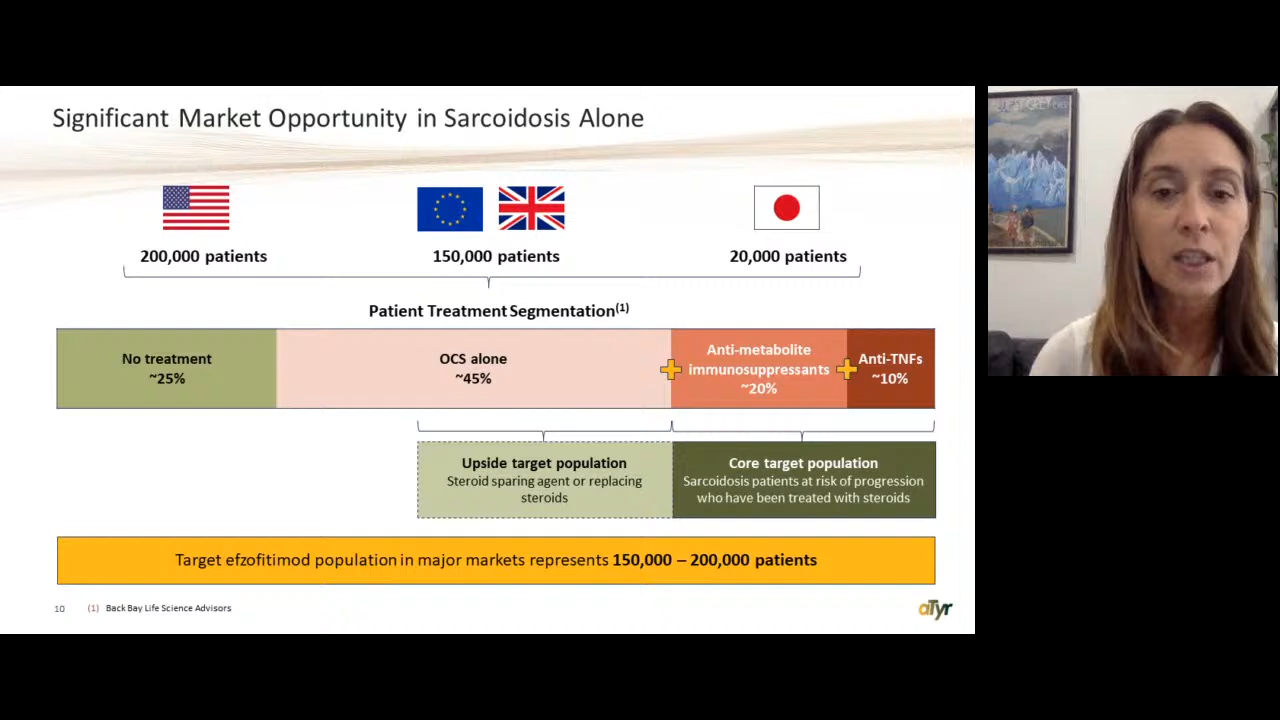 Significant Market Opportunity in Sarcoidosis Alone
200,000 patients
150,000 patients
20,000 patients
Patient Treatment Segmentation(1)
No treatment
~25%
OCS alone
~45%
Anti-metabolite
immunosuppressants
~20%
Anti-TNFs
~10%
Upside target population
Steroid sparing agent or replacing
steroids
Core target population
Sarcoidosis patients at risk of progression
who have been treated with steroids
Target efzofitimod population in major markets represents 150,000 – 200,000 patients
10
(1) Back Bay Life Science Advisors
aTyr